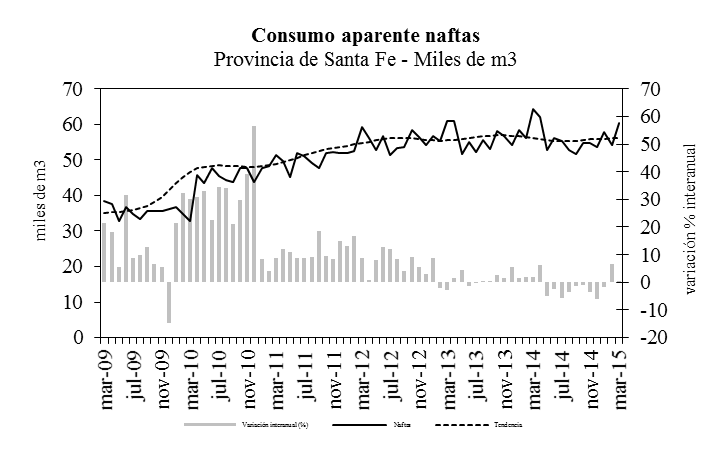 Consumo aparente naftas
Provincia de Santa Fe - Miles de m3
70
60
50
40
30
20
10
0
miles de m3
70
60
50
40
30
20
10
0
-10
-20
variación % interanual
mar-09
jul-09
nov-09
mar-10
jul-10
nov-10
mar-11
jul-11
nov-11
mar-12
jul-12
nov-12
mar-13
jul-13
nov-13
mar-14
jul-14
nov-14
mar-15
Variación interanual (%)
Naftas
Tendencia